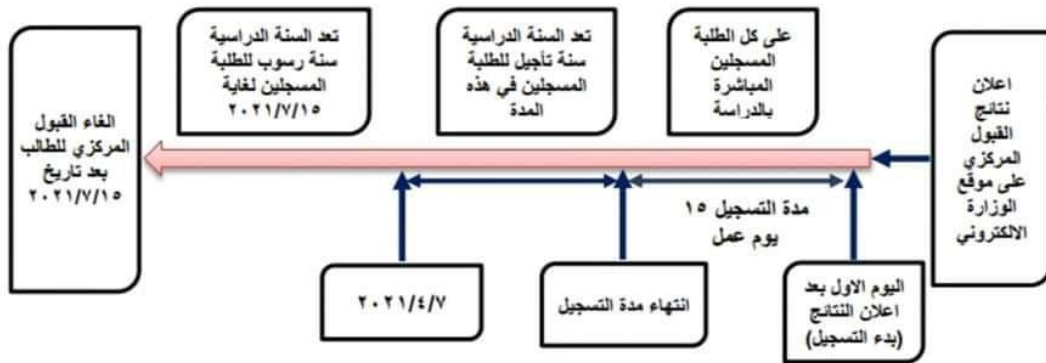 اعلان
نتائج
القبول
المركزي
على موقع
الوزارة
الالكتروني
على كل الطلبة
المسجلين
المباشرة
بالدراسة
تعد السنة الدراسية
سنة تأجيل للطلبة
المسجلين في هذه
المدة
تعد السنة الدراسية
سنة رسوب للطلبة
المسجلين لغاية
٢٠٢١/٧/١٥
الغاء القبول
المركزي للطالب
بعد تاريخ
٢٠٢١/٧/١٥
مدة التسجيل ١٥
يوم عمل
اليوم الاول بعد
اعلان النتائج
(بدء التسجيل)
انتهاء مدة التسجيل
٢٠٢١/٤/٧